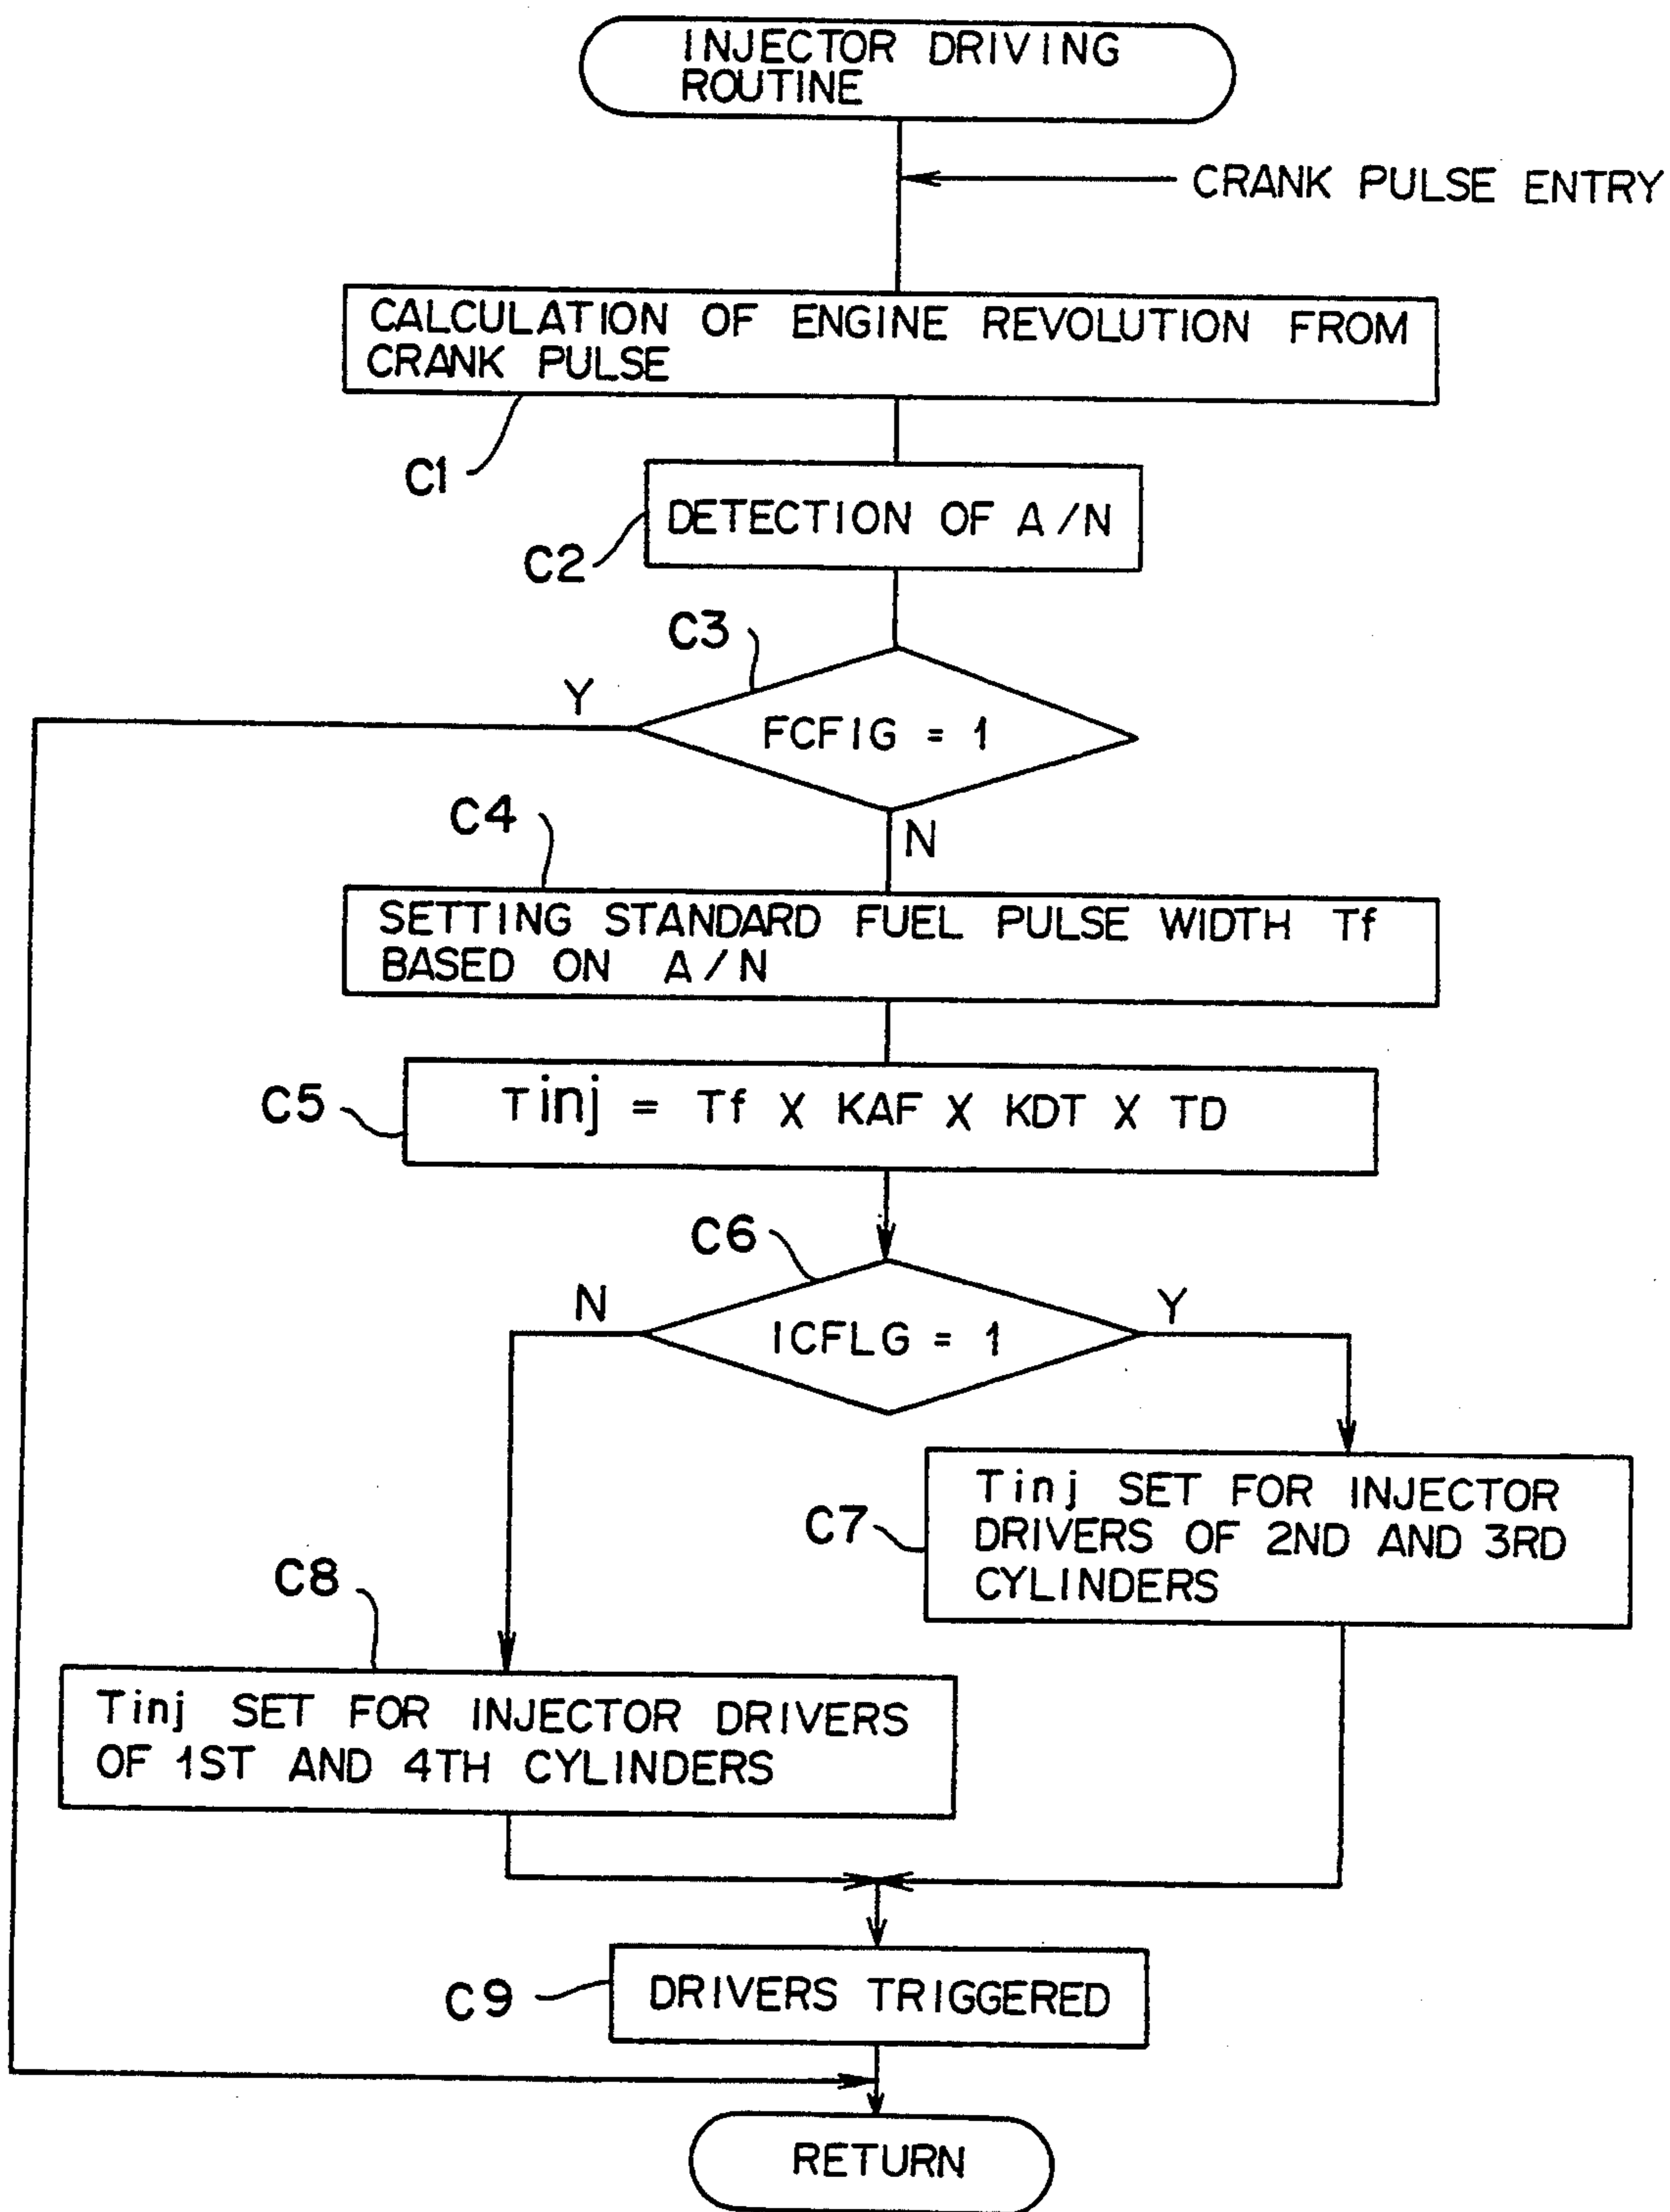 INJECTOR DRIVING
ROUTINE
CRANK PULSE ENTRY
CALCULATION OF ENGINE REVOLUTION FROM
CRANK PULSE
C1
DETECTION OF A/N
C2
C3
Y
FCFIG = 1
N
C4
SETTING STANDARD FUEL PULSE WIDTH Tf
BASED ON A/N
C5
Tinj = Tf X KAF X KDT X TD
C6
N
ICFLG = 1
Y
C7
Tinj SET FOR INJECTOR
DRIVERS OF 2ND AND 3RD
CYLINDERS
C8
Tinj SET FOR INJECTOR DRIVERS
OF 1ST AND 4TH CYLINDERS
C9
DRIVERS TRIGGERED
RETURN